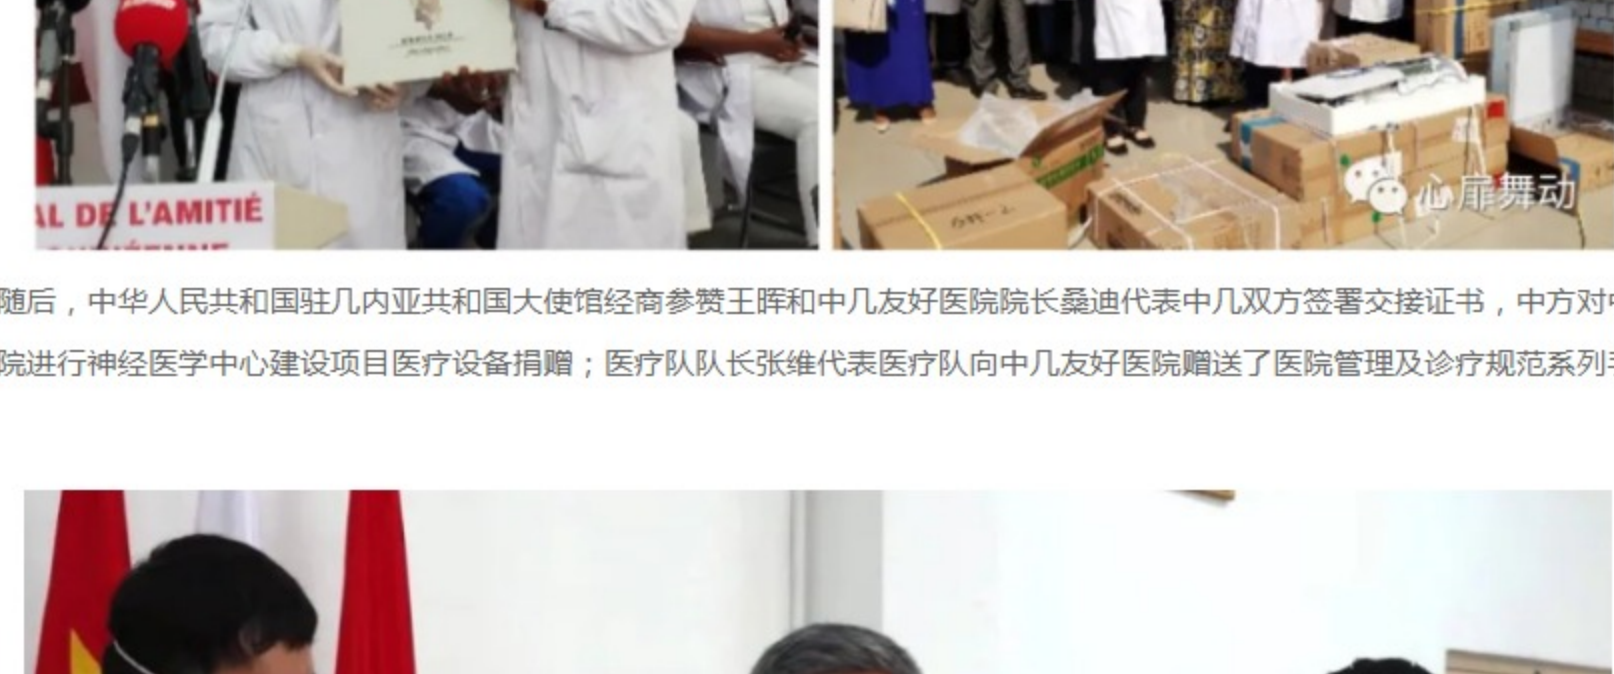 AL DE L'AMITIÉ
心扉舞动
随后，中华人民共和国驻几内亚共和国大使馆经商参赞王晖和中几友好医院院长桑迪代表中几双方签署交接证书，中方对
院进行神经医学中心建设项目医疗设备捐赠；医疗队队长张维代表医疗队向中几友好医院赠送了医院管理及诊疗规范系列